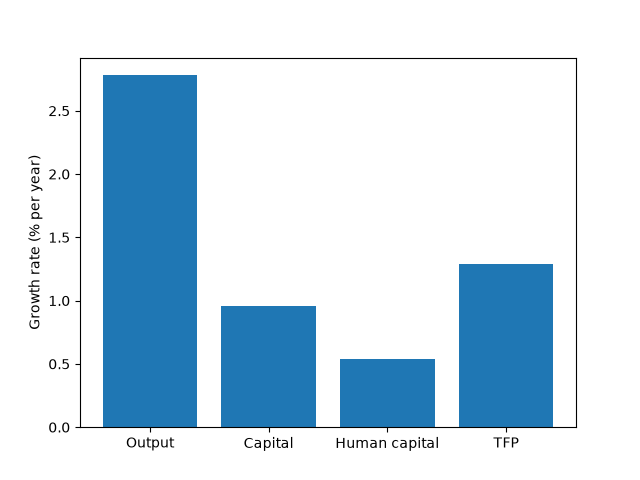 Growth rate (% per year)
2.5
2.0
1.5
1.0
0.5
0.0
Output
Capital
Human capital
TFP